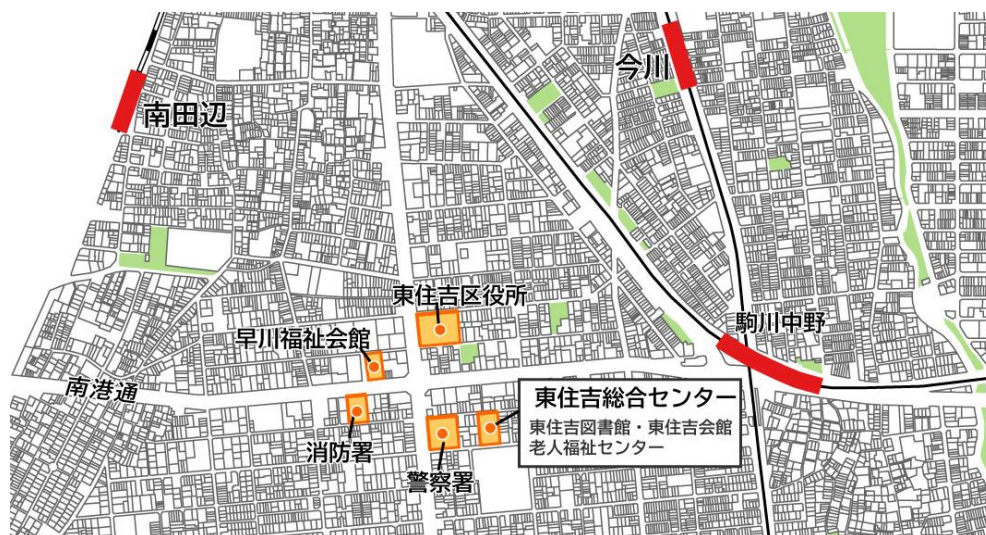 今川
南田辺
東住吉区役所
駒川中野
早川福祉会館
南港通
東住吉総合センター
東住吉図書館・東住吉会館
老人福祉センター
消防署
警察署